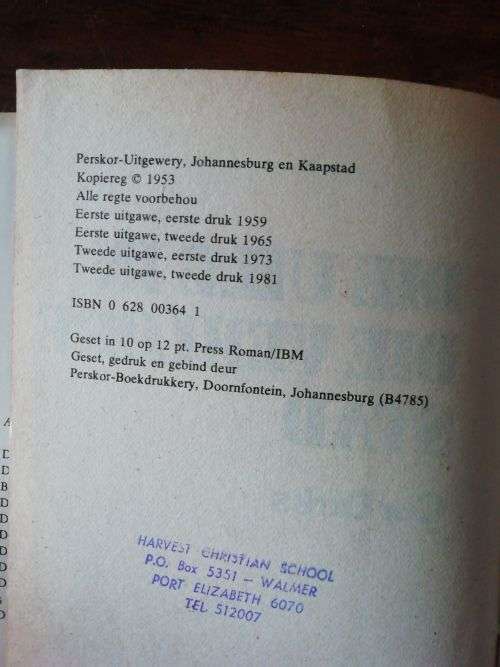 Perskor-Uitgewery, Johannesburg en Kaapstad
Kopiereg © 1953
Alle regte voorbehou
Eerste uitgawe, eerste druk 1959
Eerste uitgawe, tweede druk 1965
Tweede uitgawe, eerste druk 1973
Tweede uitgawe, tweede druk 1981
ISBN 0 628 00364 1
Geset in 10 op 12 pt. Press Roman/IBM
Geset, gedruk en gebind deur
Perskor-Boekdrukkery, Doornfontein, Johannesburg (B4785)
HARVEST CHRISTIAN SCHOOL
P.O. Box 5351 – WALMER
PORT ELIZABETH 6070
TEL 512007